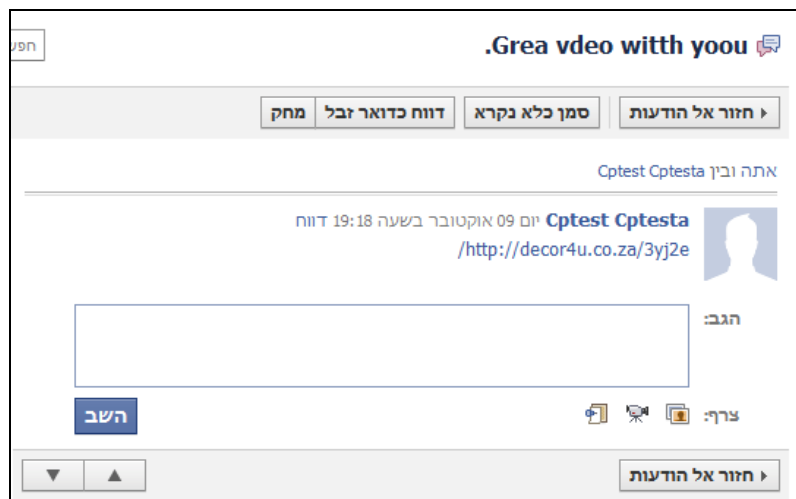 Grea vdeo witth yoou.
חפש
חזור אל הודעות
סמן כלא נקרא
דווח כדואר זבל
מחק
אתה ובין Cptest Cptesta
Cptest Cptesta יום 09 אוקטובר בשעה 19:18 דווח
http://decor4u.co.za/3yj2e/
הגב:
צרף:
השב
חזור אל הודעות